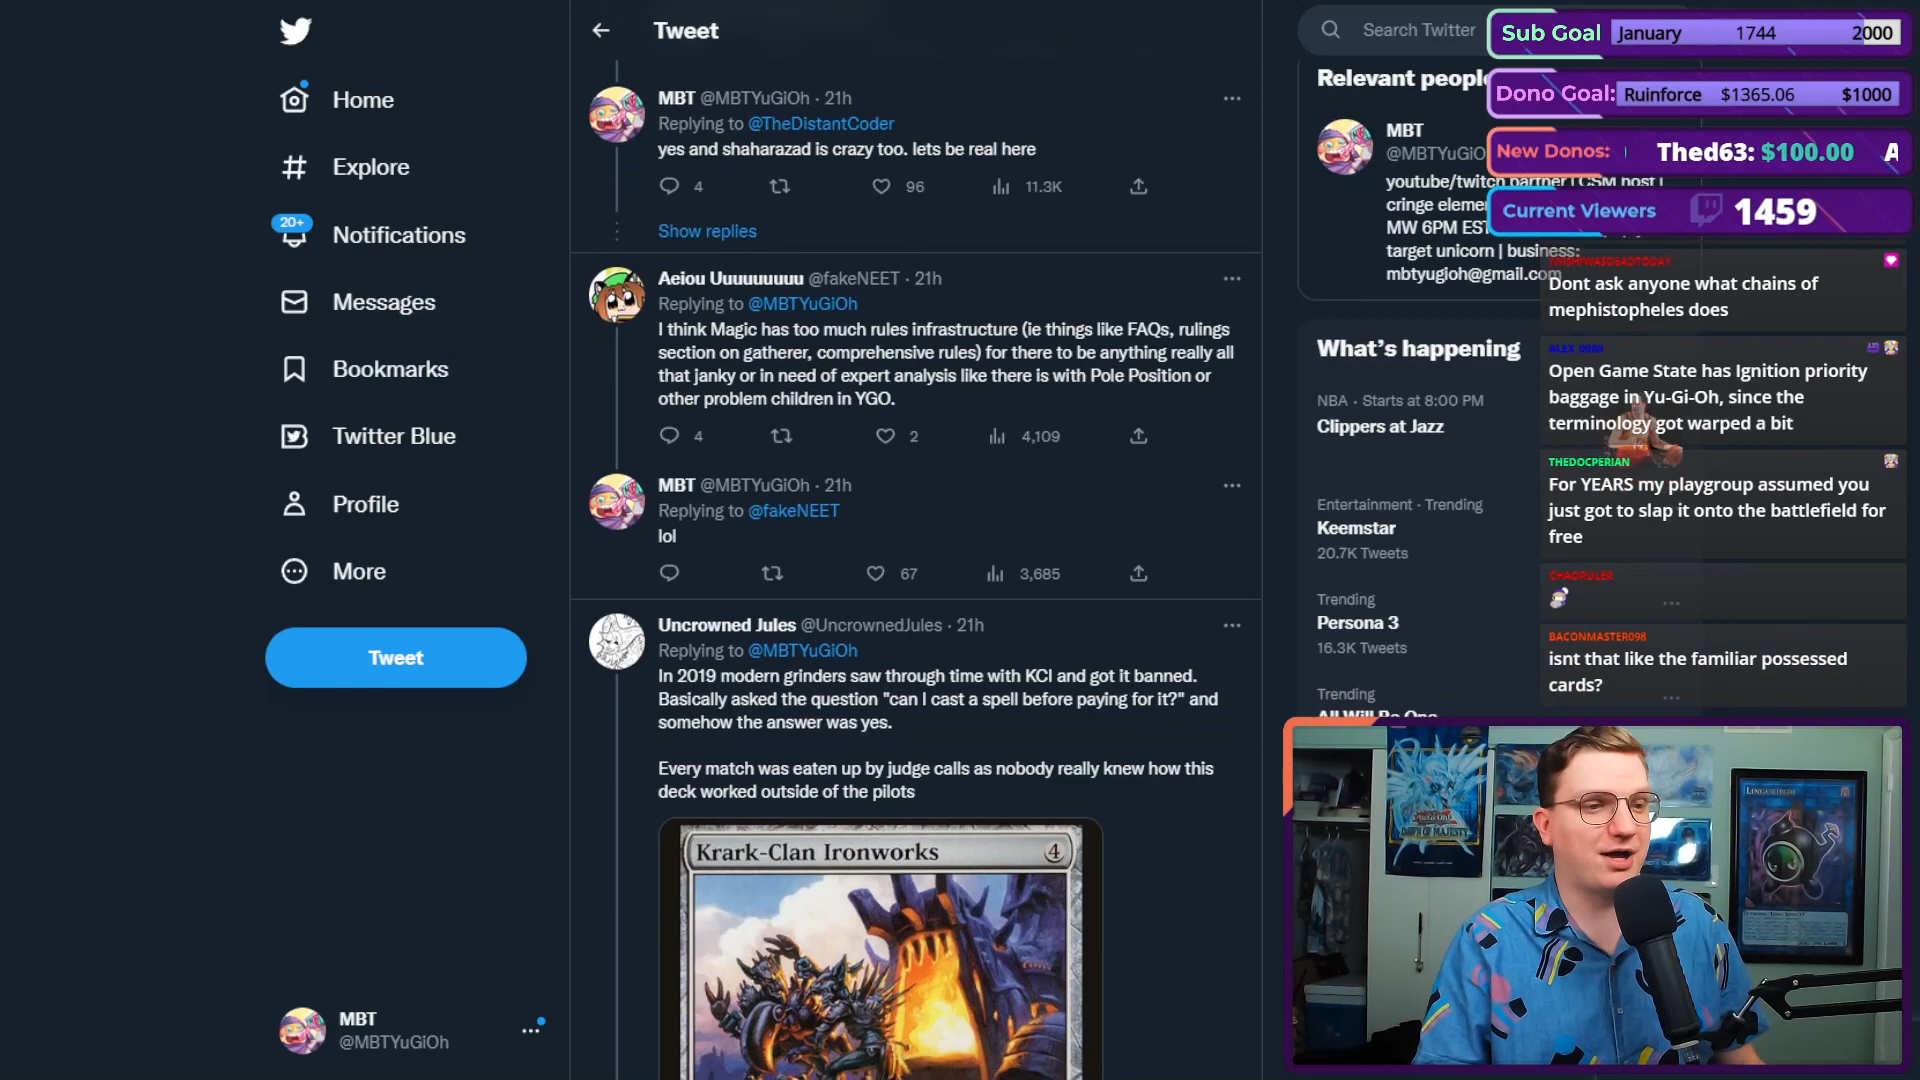 Home
Explore
20+
Notifications
Messages
Bookmarks
Twitter Blue
Profile
More
Tweet
MBT
@MBTYuGiOh
Tweet
MBT @MBTYuGiOh · 21h
Replying to @TheDistantCoder
yes and shaharazad is crazy too. lets be real here
4
96
11.3K
Show replies
Aeiou Uuuuuuuuu @fakeNEET · 21h
Replying to @MBTYuGiOh
I think Magic has too much rules infrastructure (ie things like FAQs, rulings
section on gatherer, comprehensive rules) for there to be anything really all
that janky or in need of expert analysis like there is with Pole Position or
other problem children in YGO.
4
2
4,109
MBT @MBTYuGiOh · 21h
Replying to @fakeNEET
lol
67
3,685
Uncrowned Jules @UncrownedJules · 21h
Replying to @MBTYuGiOh
In 2019 modern grinders saw through time with KCI and got it banned.
Basically asked the question "can I cast a spell before paying for it?" and
somehow the answer was yes.
Every match was eaten up by judge calls as nobody really knew how this
deck worked outside of the pilots
Krark-Clan Ironworks 4
Search Twitter
Relevant people
MBT
@MBTYuGiO
youtube/twitch partner | CSM host |
cringe eleme
MW 6PM EST
target unicorn | business:
mbtyugioh@gmail.com
What's happening
NBA · Starts at 8:00 PM
Clippers at Jazz
Entertainment · Trending
Keemstar
20.7K Tweets
Trending
Persona 3
16.3K Tweets
Trending
All Will Be One
Sub Goal January 1744 2000
Dono Goal: Ruinforce $1365.06 $1000
New Donos: Thed63: $100.00 A
Current Viewers 1459
IWISHIWASDEADTODAY
Dont ask anyone what chains of
mephistopheles does
Open Game State has Ignition priority
baggage in Yu-Gi-Oh, since the
terminology got warped a bit
THEDOCPERIAN
For YEARS my playgroup assumed you
just got to slap it onto the battlefield for
free
CHAORULER
BACONMASTER098
isnt that like the familiar possessed
cards?
LINGURIBOH
DAWN OF MAJESTY